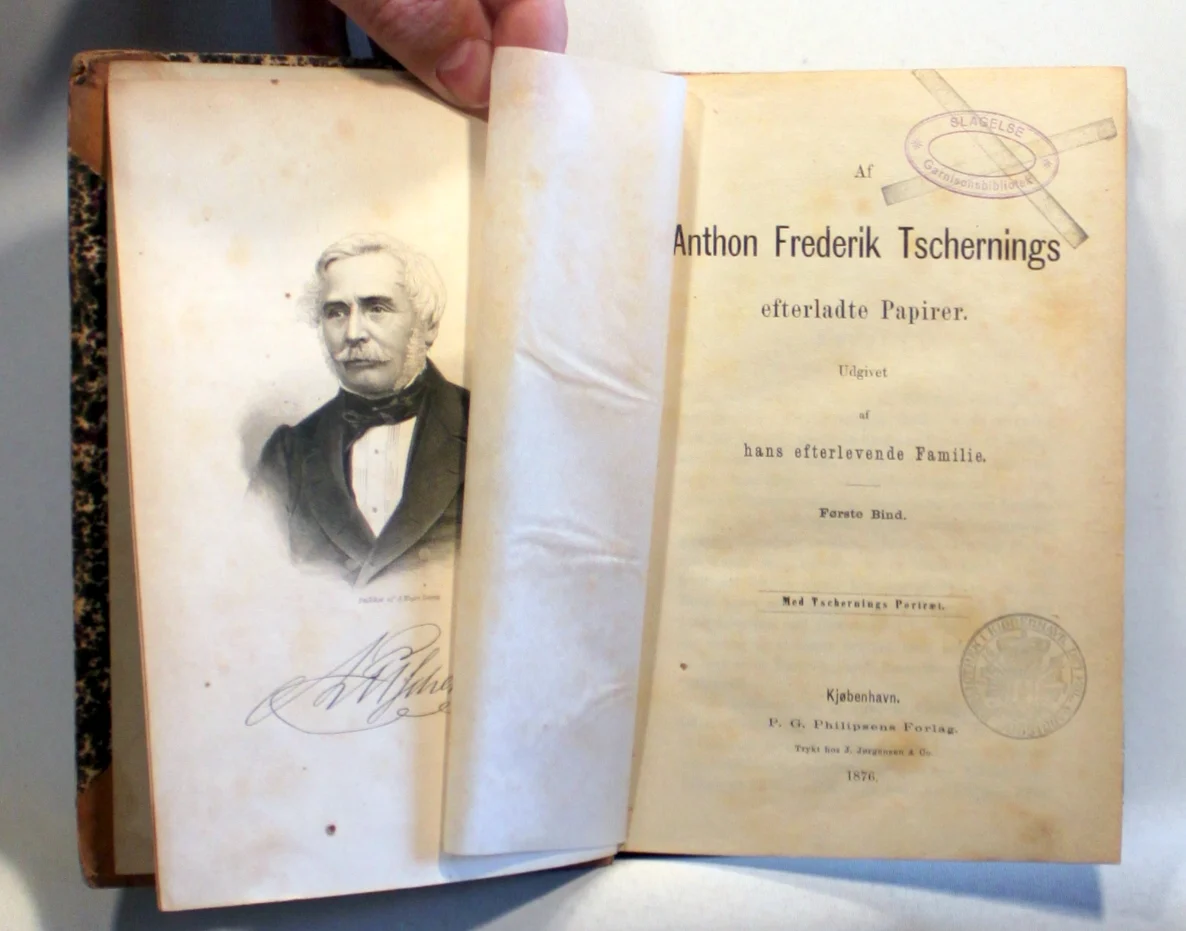 Af
Anthon Frederik Tschernings
efterladte Papirer.
Udgivet
af
hans efterlevende Familie.
Første Bind.
Med Tschernings Portræt.
Kjøbenhavn.
P. G. Philipsens Forlag.
Trykt hos J. Jørgensen & Co.
1876.
SLAGELSE
Garnisonsbibliotek